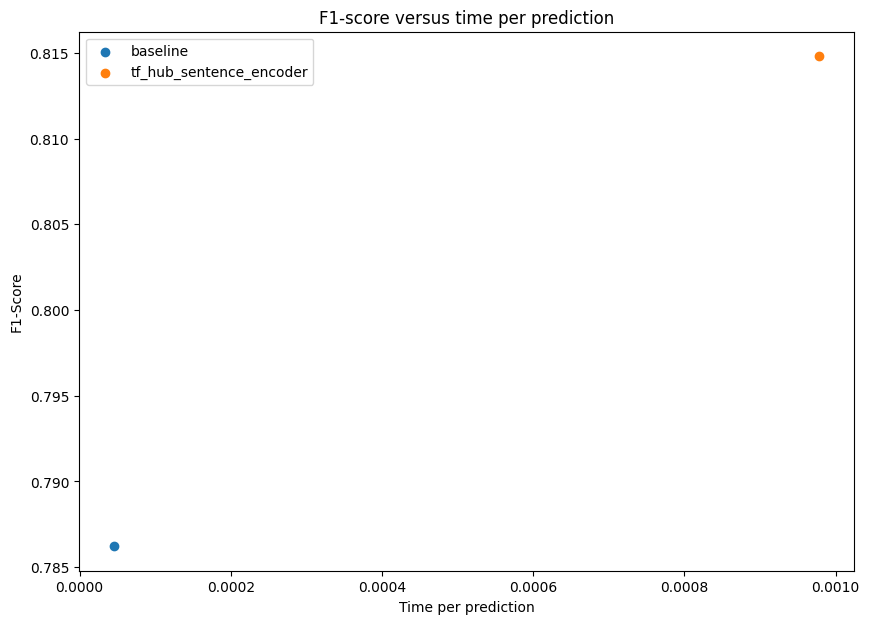 F1-score versus time per prediction
baseline
tf_hub_sentence_encoder
0.815
0.810
0.805
0.800
0.795
0.790
0.785
F1-Score
0.0000 0.0002 0.0004 0.0006 0.0008 0.0010
Time per prediction